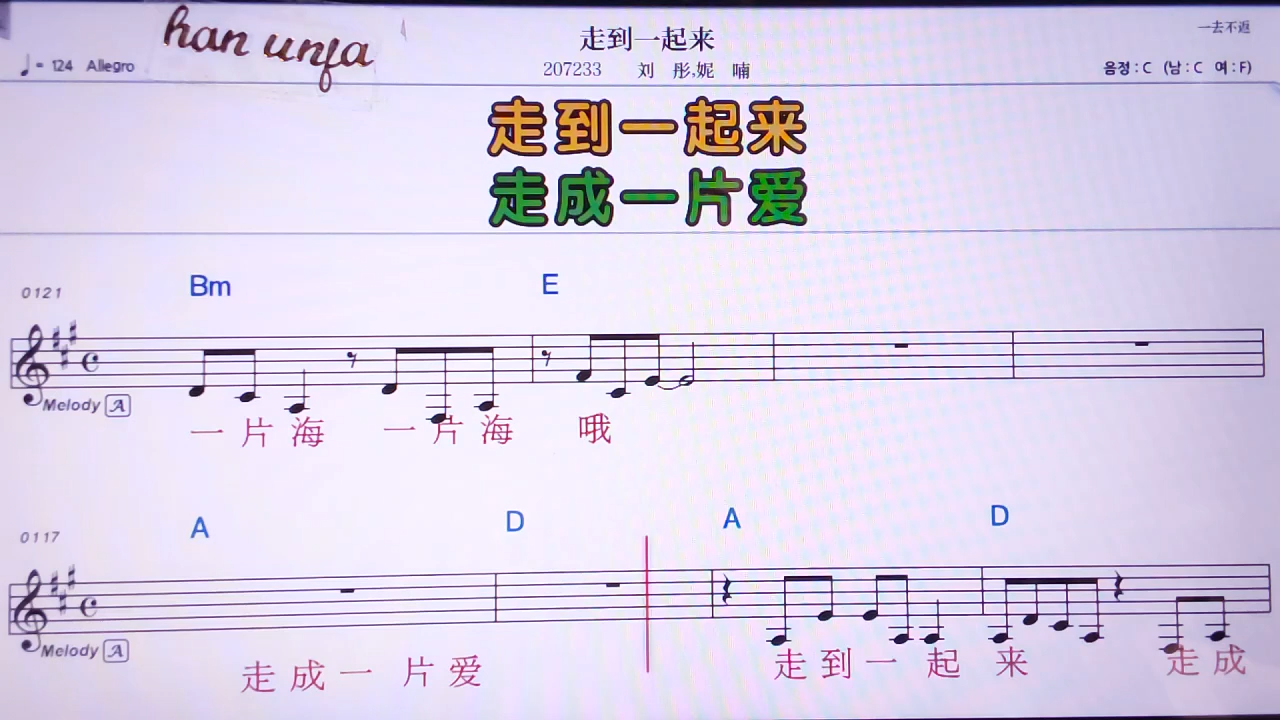 han unfa
走到一起来
一去不返
♩= 124 Allegro
207233 刘 彤,妮 喃
음정 : C (남 : C 여 : F)
走到一起来
走成一片爱
0121
Bm E
Melody A
一 片 海 一 片 海 哦
0117
A D A D
Melody A
走 成 一 片 爱 走 到 一 起 来 走 成